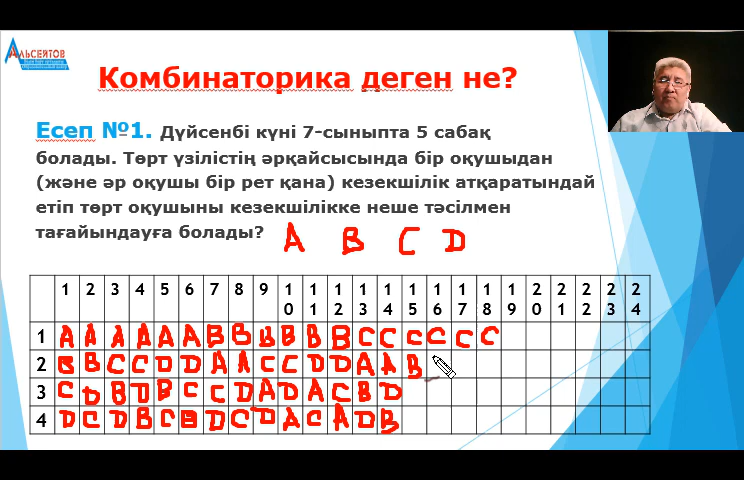 АЛЬСЕИТОВ
Комбинаторика деген не?
Есеп №1. Дүйсенбі күні 7-сыныпта 5 сабақ
болады. Төрт үзілістің әрқайсысында бір оқушыдан
(және әр оқушы бір рет қана) кезекшілік атқаратындай
етіп төрт оқушыны кезекшілікке неше тәсілмен
тағайындауға болады?
A B C D
1 2 3 4 5 6 7 8 9 10 11 12 13 14 15 16 17 18 19 20 21 22 23 24
1 A A A A A A B B B B B B C C C C C C
2 B B C C D D A A C C D D A A B
3 C D B D B C C D A D A C B D
4 D C D B C B D C D A C A D B